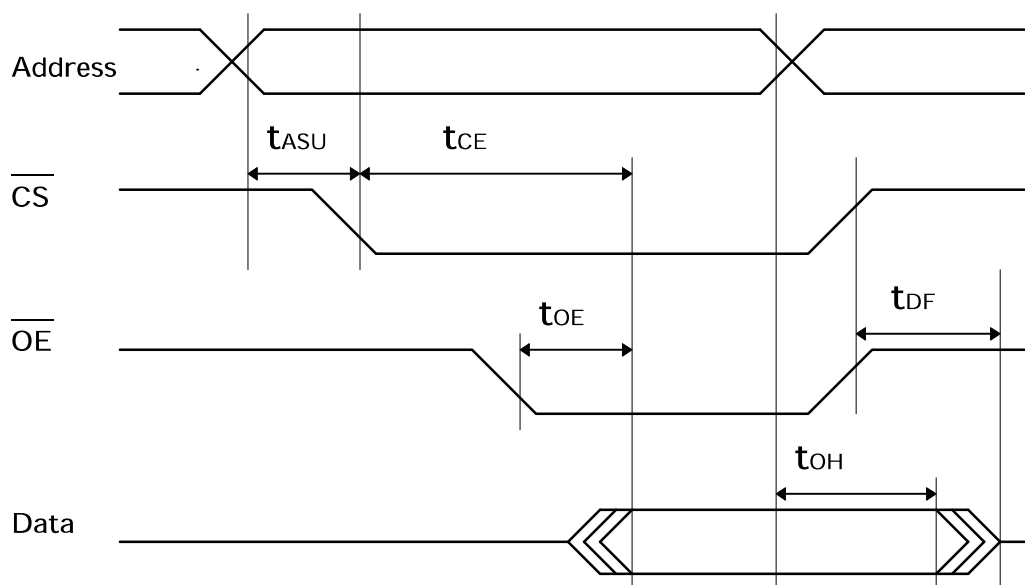 Address
tASU
tCE
CS
tDF
tOE
OE
tOH
Data